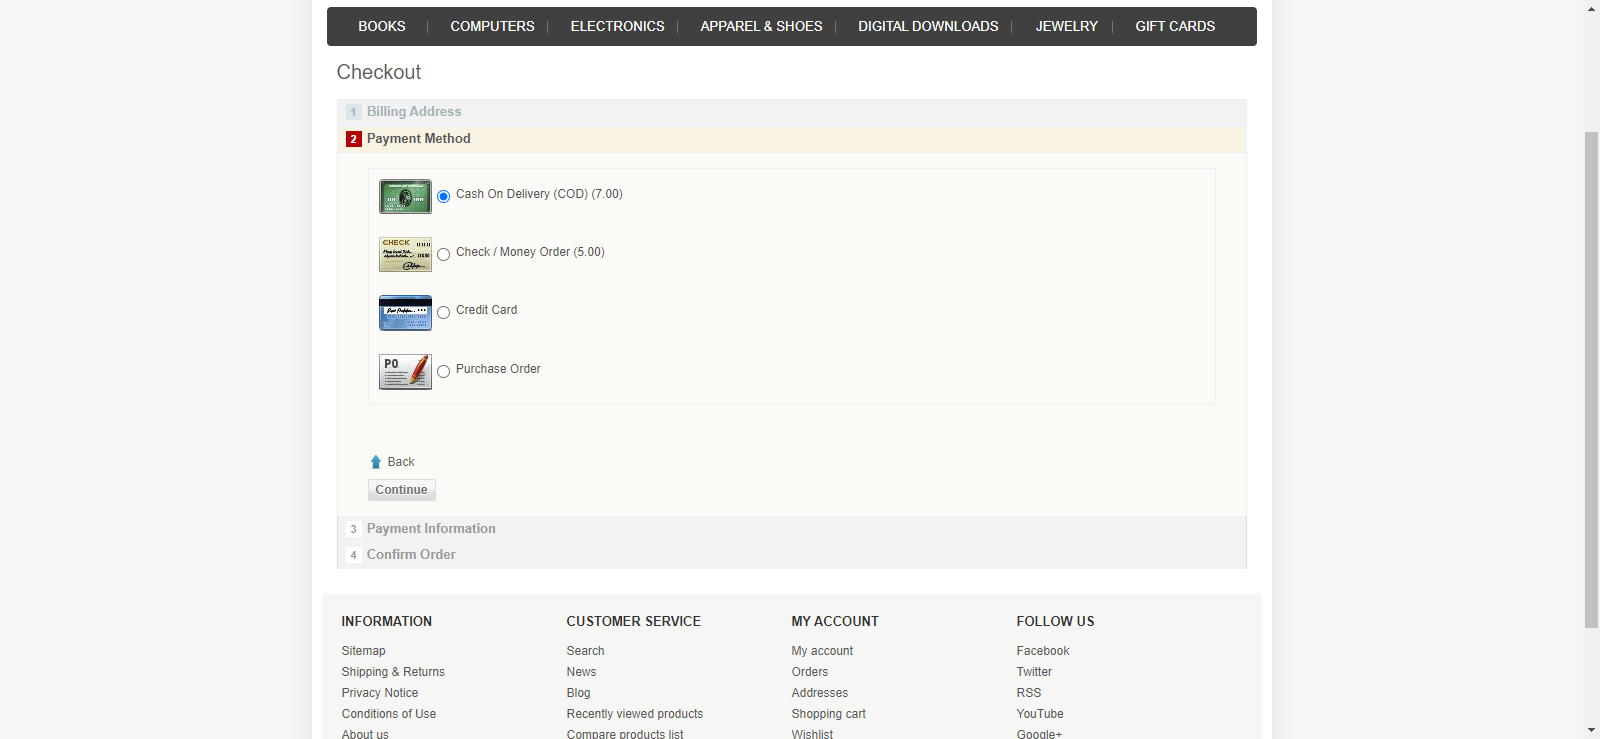 BOOKS COMPUTERS ELECTRONICS APPAREL & SHOES DIGITAL DOWNLOADS JEWELRY GIFT CARDS
Checkout
1 Billing Address
2 Payment Method
Cash On Delivery (COD) (7.00)
CHECK
Check / Money Order (5.00)
Credit Card
P.O.
Purchase Order
Back
Continue
3 Payment Information
4 Confirm Order
INFORMATION CUSTOMER SERVICE MY ACCOUNT FOLLOW US
Sitemap Search My account Facebook
Shipping & Returns News Orders Twitter
Privacy Notice Blog Addresses RSS
Conditions of Use Recently viewed products Shopping cart YouTube
About us Compare products list Wishlist Google+